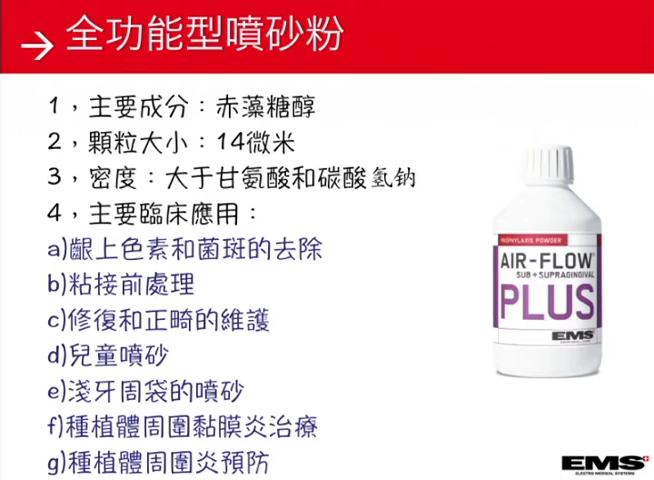 → 全功能型噴砂粉
1，主要成分：赤藻糖醇
2，顆粒大小：14微米
3，密度：大于甘氨酸和碳酸氢钠
4，主要臨床應用：
a)齦上色素和菌斑的去除
b)粘接前處理
c)修復和正畸的維護
d)兒童噴砂
e)淺牙周袋的噴砂
f)種植體周圍黏膜炎治療
g)種植體周圍炎預防
PROPHYLAXIS POWDER
AIR-FLOW®
SUB + SUPRAGINGIVAL
PLUS
EMS
EMS
ELECTRO MEDICAL SYSTEMS